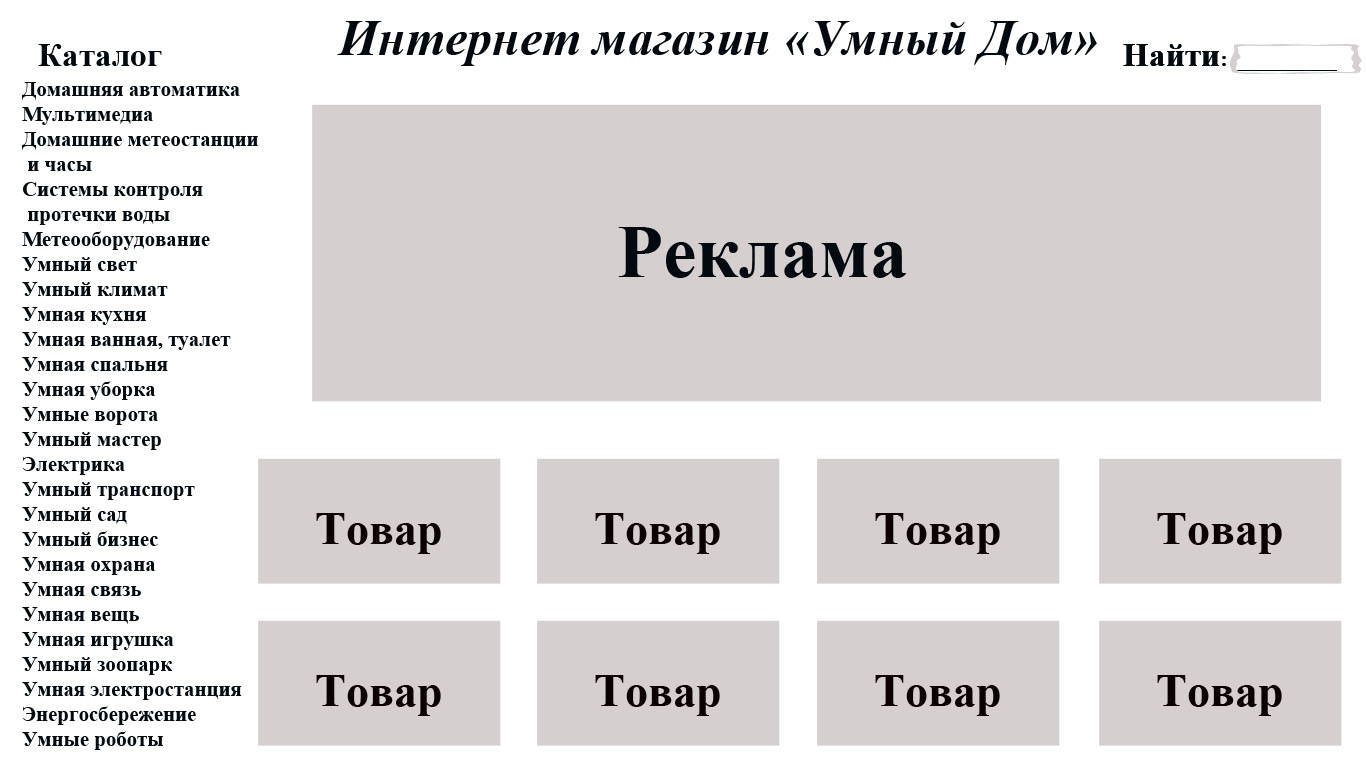 Интернет магазин «Умный Дом»
Найти: __________
Каталог
Домашняя автоматика
Мультимедиа
Домашние метеостанции
и часы
Системы контроля
протечки воды
Метеооборудование
Умный свет
Умный климат
Умная кухня
Умная ванная, туалет
Умная спальня
Умная уборка
Умные ворота
Умный мастер
Электрика
Умный транспорт
Умный сад
Умный бизнес
Умная охрана
Умная связь
Умная вещь
Умная игрушка
Умный зоопарк
Умная электростанция
Энергосбережение
Умные роботы
Реклама
Товар
Товар
Товар
Товар
Товар
Товар
Товар
Товар